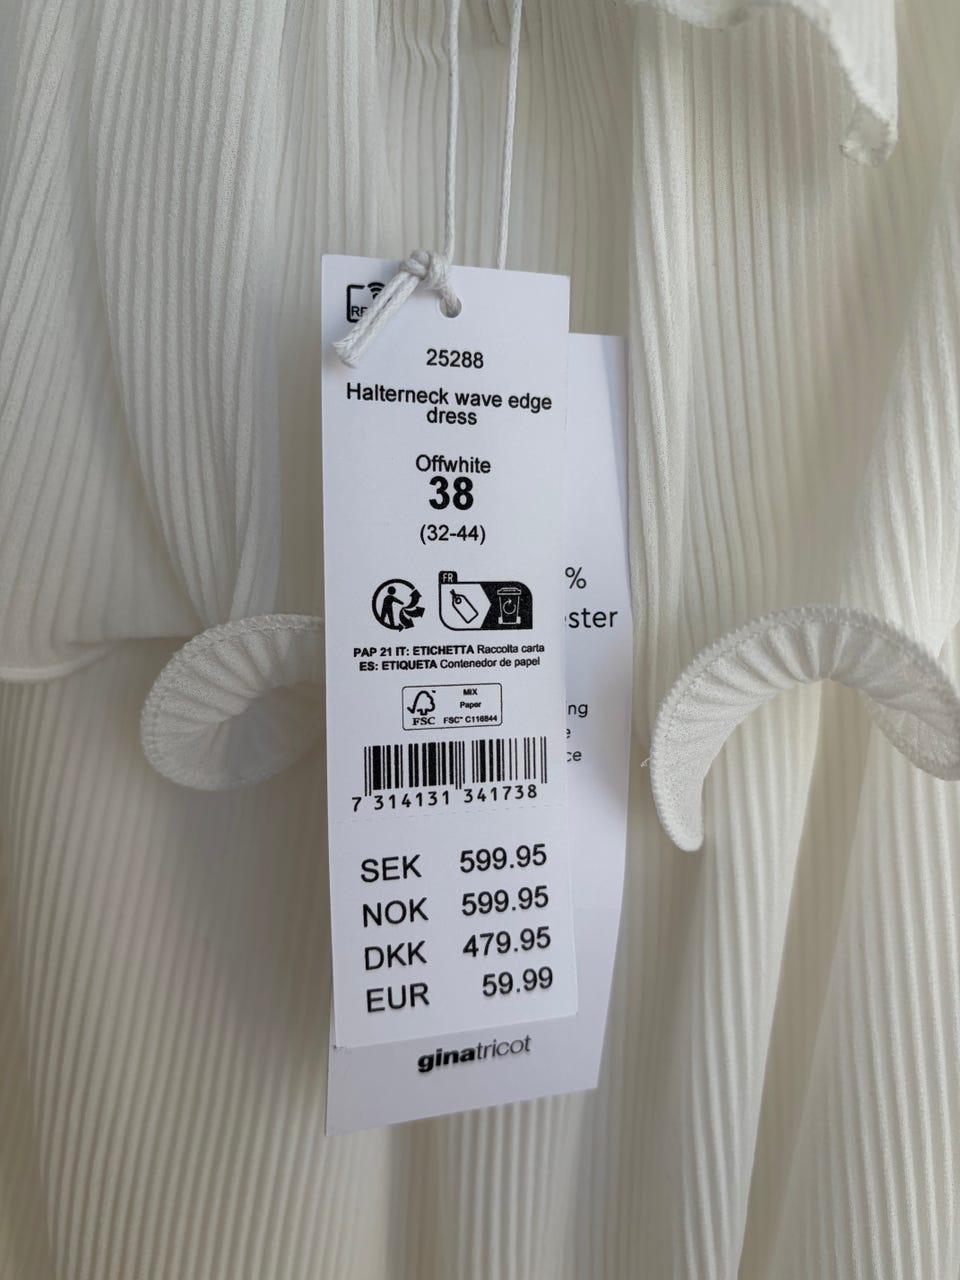 25288
Halterneck wave edge
dress
Offwhite
38
(32-44)
FR
PAP 21 IT: ETICHETTA Raccolta carta
ES: ETIQUETA Contenedor de papel
FSC
MIX
Paper
FSC® C116844
7 314131 341738
SEK 599.95
NOK 599.95
DKK 479.95
EUR 59.99
ginatricot
%